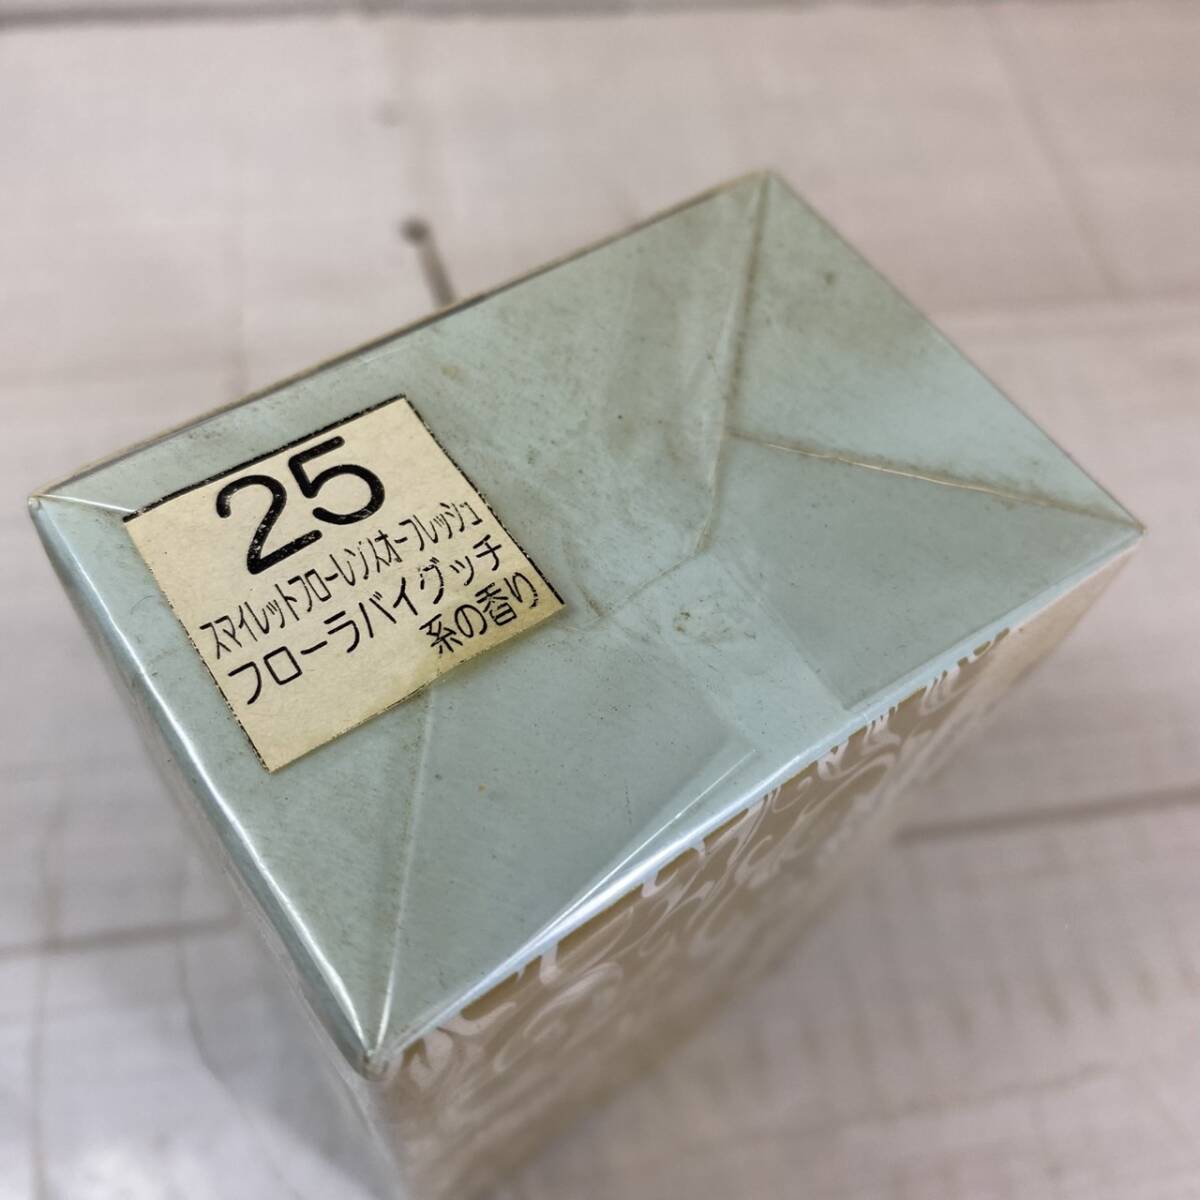 25
スマイレットフローレンスオーフレッシュ
フローラバイグッチ
系の香り